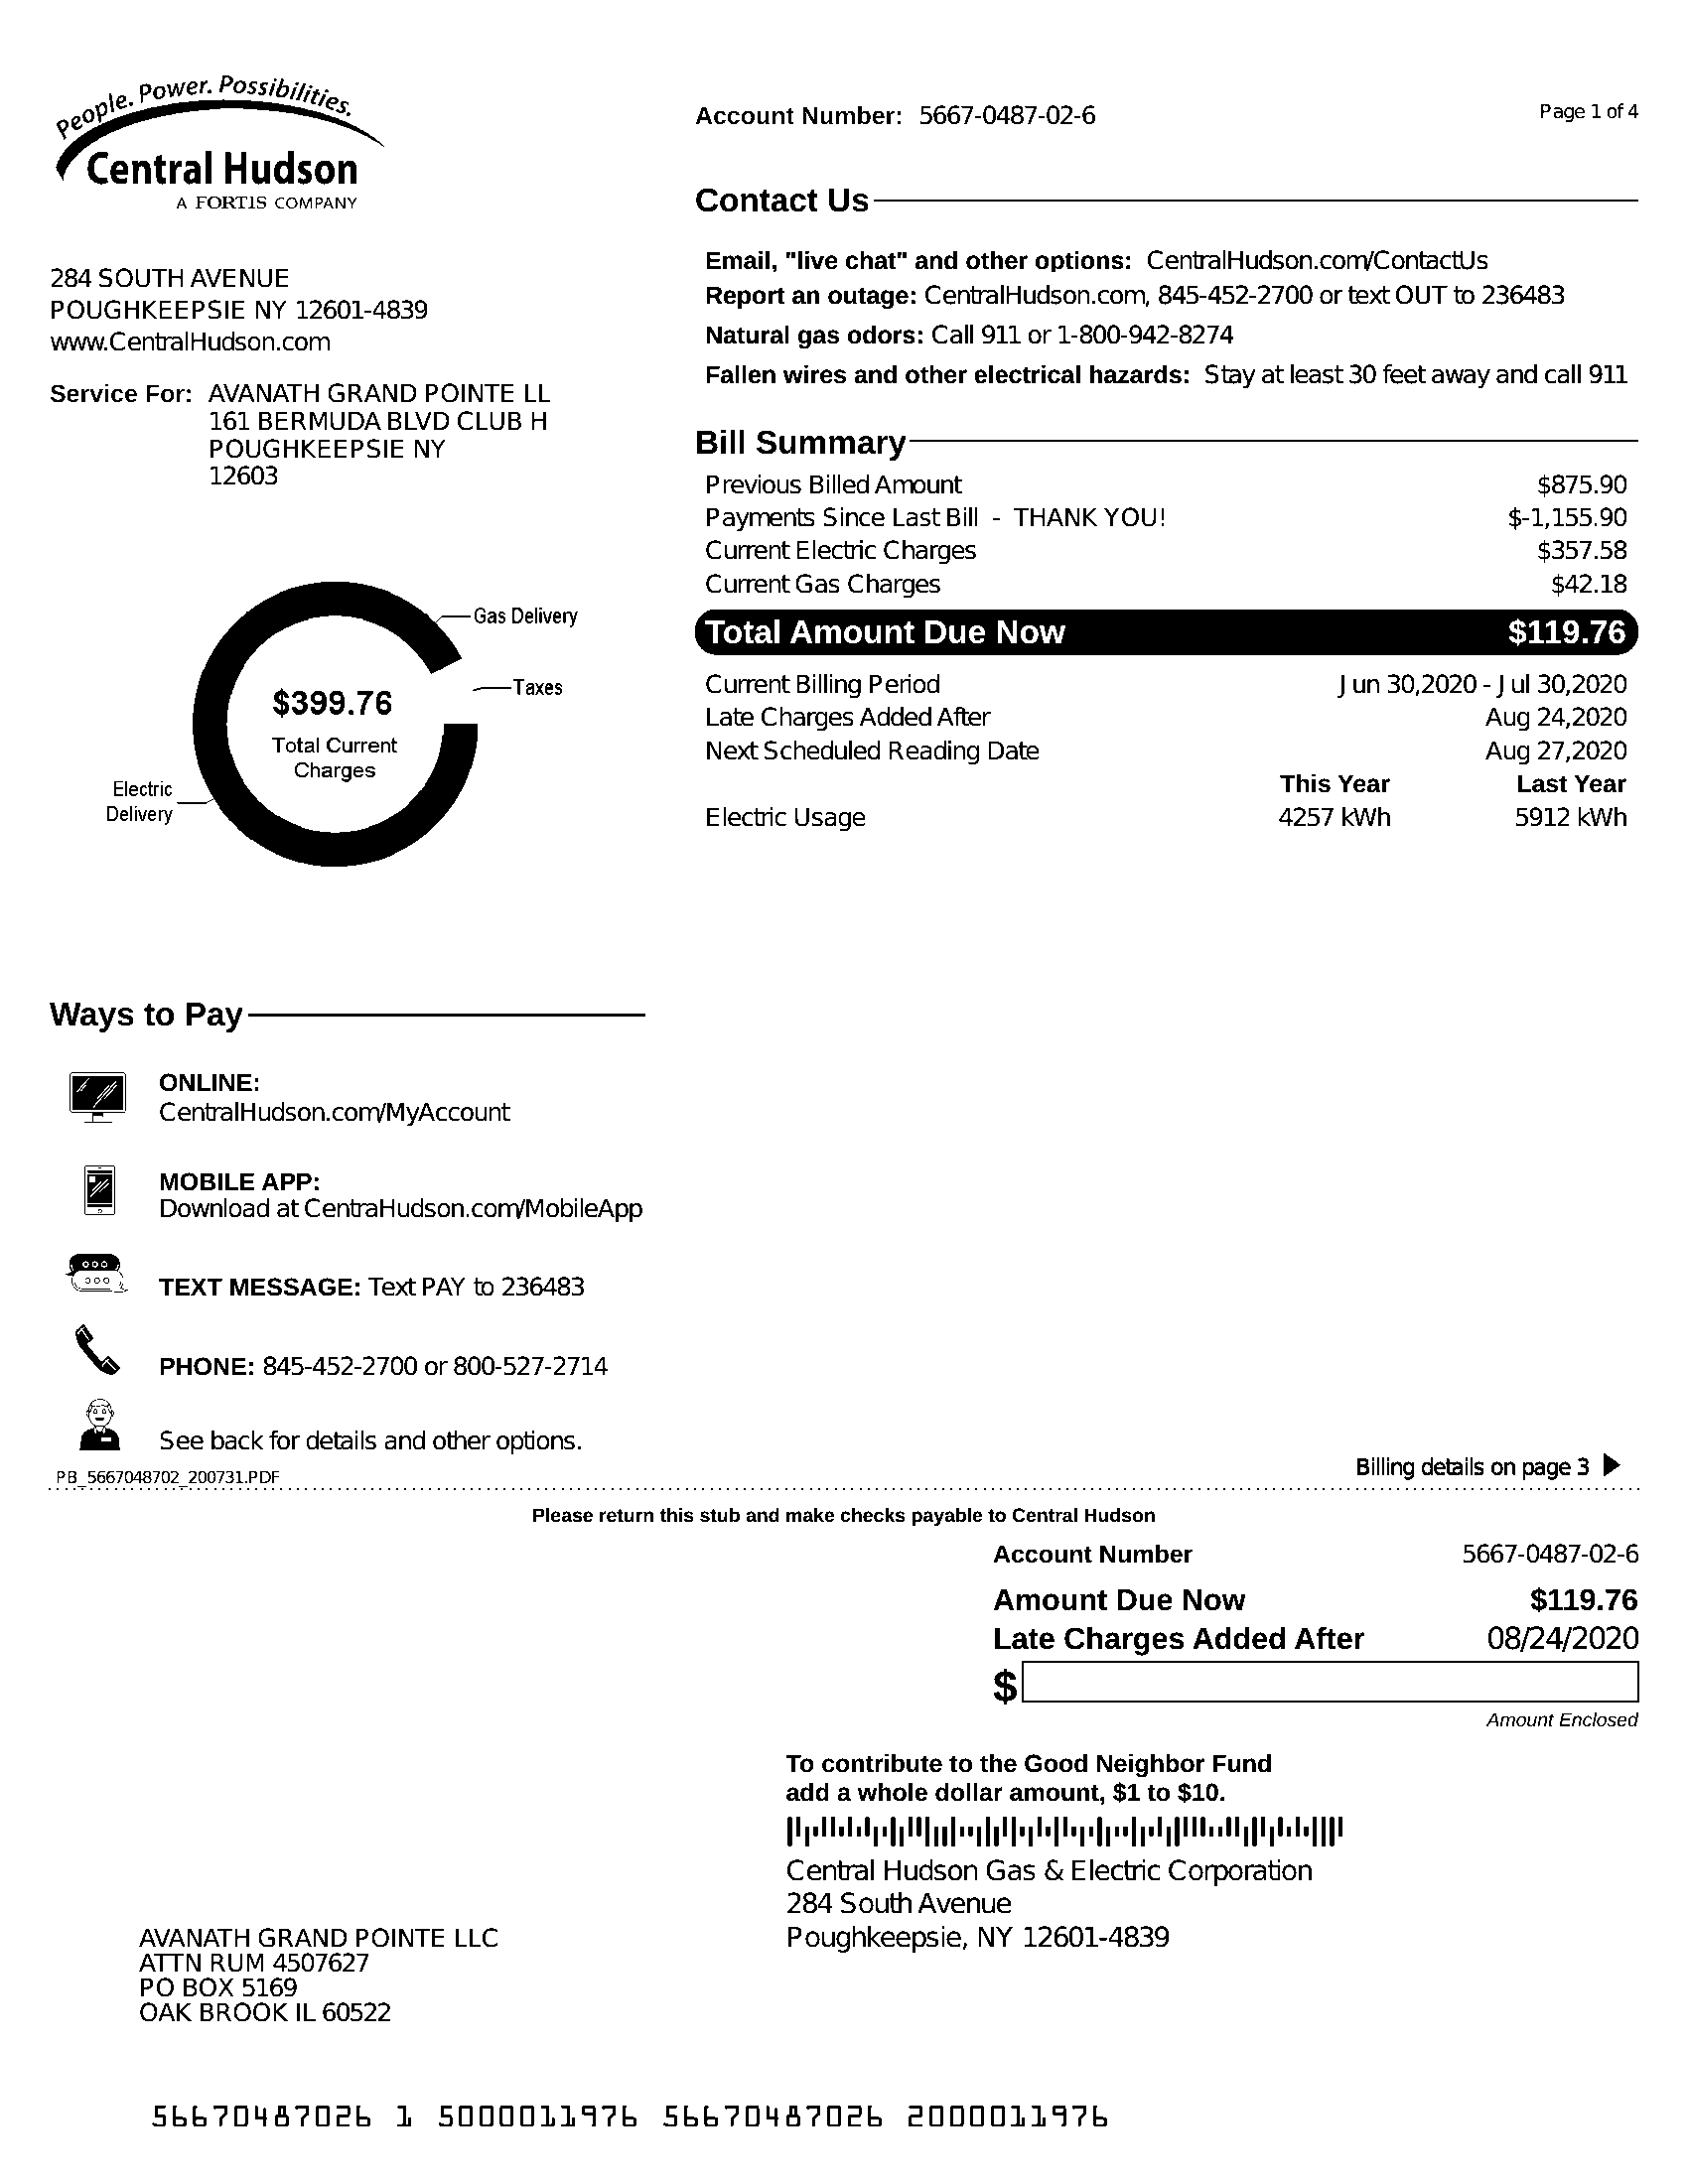 People. Power. Possibilities.
Central Hudson
A FORTIS COMPANY
284 SOUTH AVENUE
POUGHKEEPSIE NY 12601-4839
www.CentralHudson.com
Service For: AVANATH GRAND POINTE LL
161 BERMUDA BLVD CLUB H
POUGHKEEPSIE NY
12603
Gas Delivery
Taxes
$399.76
Total Current
Charges
Electric
Delivery
Account Number: 5667-0487-02-6
Page 1 of 4
Contact Us
Email, "live chat" and other options: CentralHudson.com/ContactUs
Report an outage: CentralHudson.com, 845-452-2700 or text OUT to 236483
Natural gas odors: Call 911 or 1-800-942-8274
Fallen wires and other electrical hazards: Stay at least 30 feet away and call 911
Bill Summary
Previous Billed Amount $875.90
Payments Since Last Bill - THANK YOU! $-1,155.90
Current Electric Charges $357.58
Current Gas Charges $42.18
Total Amount Due Now $119.76
Current Billing Period Jun 30,2020 - Jul 30,2020
Late Charges Added After Aug 24,2020
Next Scheduled Reading Date Aug 27,2020
This Year Last Year
Electric Usage 4257 kWh 5912 kWh
Ways to Pay
ONLINE:
CentralHudson.com/MyAccount
MOBILE APP:
Download at CentraHudson.com/MobileApp
TEXT MESSAGE: Text PAY to 236483
PHONE: 845-452-2700 or 800-527-2714
See back for details and other options.
PB_5667048702_200731.PDF
Billing details on page 3
Please return this stub and make checks payable to Central Hudson
Account Number 5667-0487-02-6
Amount Due Now $119.76
Late Charges Added After 08/24/2020
$
Amount Enclosed
To contribute to the Good Neighbor Fund
add a whole dollar amount, $1 to $10.
Central Hudson Gas & Electric Corporation
284 South Avenue
Poughkeepsie, NY 12601-4839
AVANATH GRAND POINTE LLC
ATTN RUM 4507627
PO BOX 5169
OAK BROOK IL 60522
56670487026 1 5000011976 56670487026 2000011976